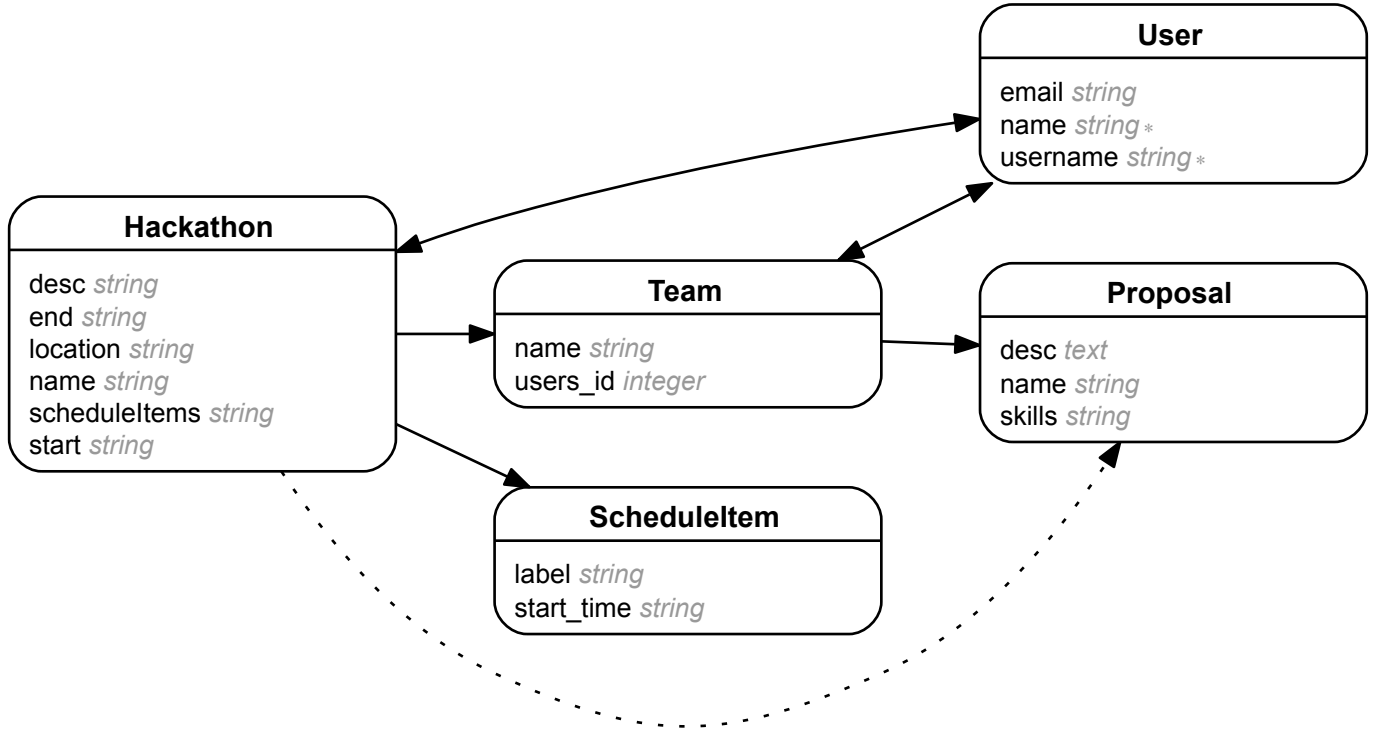 User
email string
name string*
username string*
Hackathon
desc string
end string
location string
name string
scheduleItems string
start string
Team
name string
users_id integer
Proposal
desc text
name string
skills string
ScheduleItem
label string
start_time string